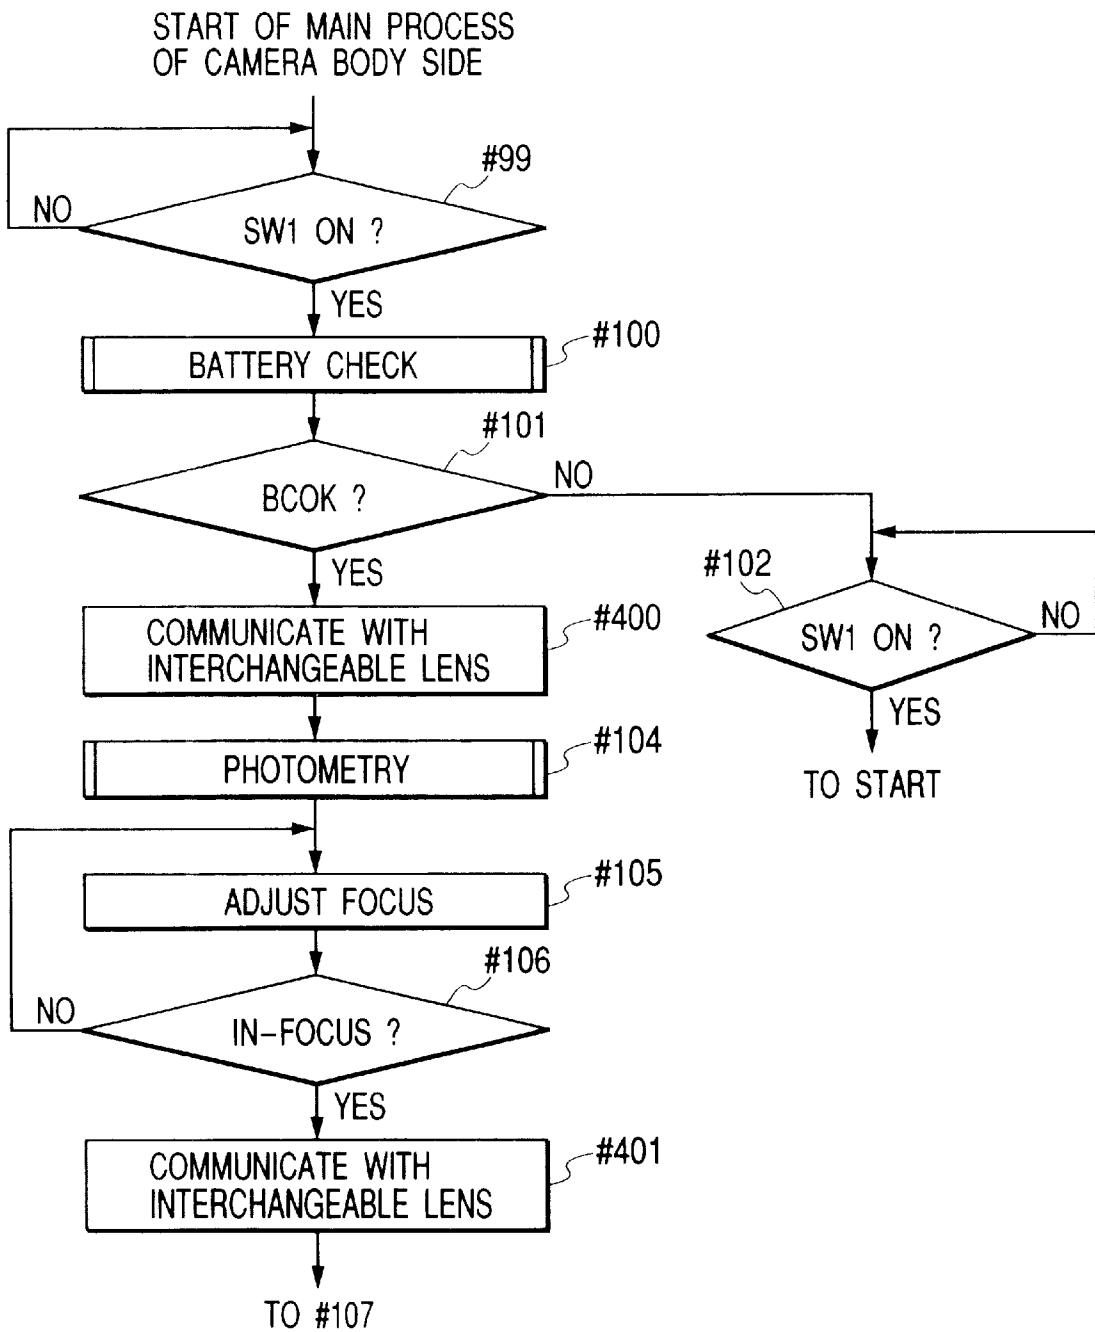 START OF MAIN PROCESS
OF CAMERA BODY SIDE
#99
NO
SW1 ON ?
YES
#100
BATTERY CHECK
#101
NO
BCOK ?
YES
#102
NO
SW1 ON ?
YES
TO START
#400
COMMUNICATE WITH
INTERCHANGEABLE LENS
#104
PHOTOMETRY
#105
ADJUST FOCUS
#106
NO
IN-FOCUS ?
YES
#401
COMMUNICATE WITH
INTERCHANGEABLE LENS
TO #107